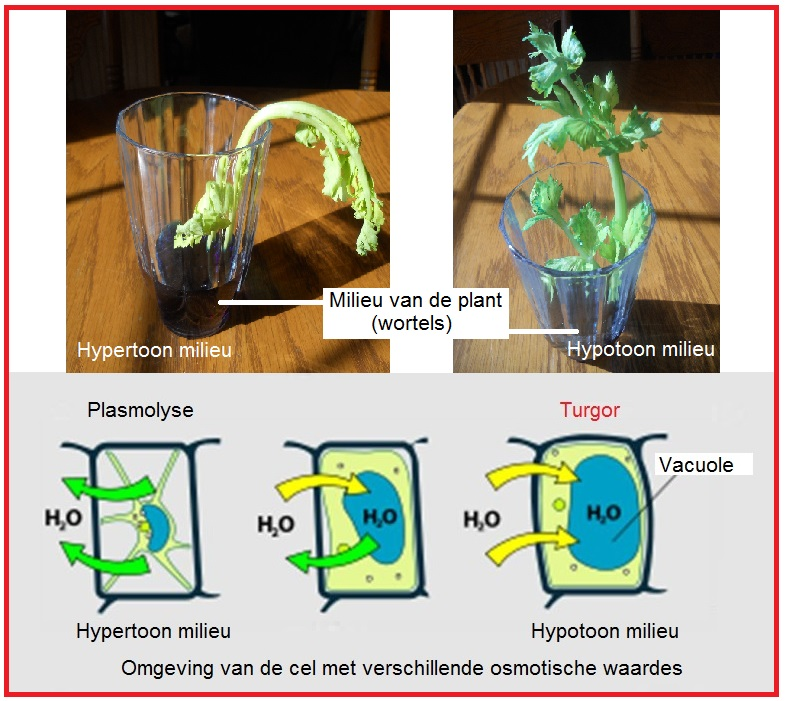 Milieu van de plant
(wortels)
Hypertoon milieu
Hypotoon milieu
Plasmolyse
Turgor
Vacuole
H₂O
H₂O
H₂O
H₂O
H₂O
Hypertoon milieu
Hypotoon milieu
Omgeving van de cel met verschillende osmotische waardes